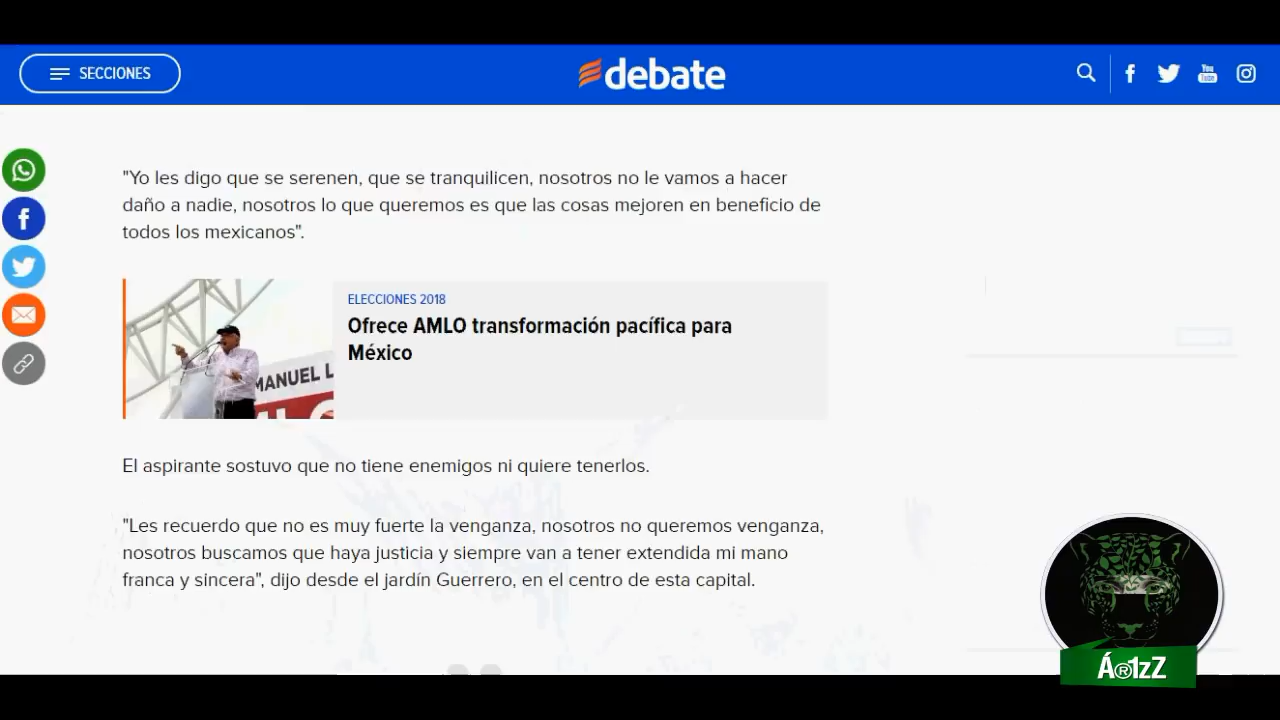 SECCIONES
debate
You
Tube
"Yo les digo que se serenen, que se tranquilicen, nosotros no le vamos a hacer
daño a nadie, nosotros lo que queremos es que las cosas mejoren en beneficio de
todos los mexicanos".
ELECCIONES 2018
Ofrece AMLO transformación pacífica para
México
MANUEL L
El aspirante sostuvo que no tiene enemigos ni quiere tenerlos.
"Les recuerdo que no es muy fuerte la venganza, nosotros no queremos venganza,
nosotros buscamos que haya justicia y siempre van a tener extendida mi mano
franca y sincera", dijo desde el jardín Guerrero, en el centro de esta capital.
Á®1zZ